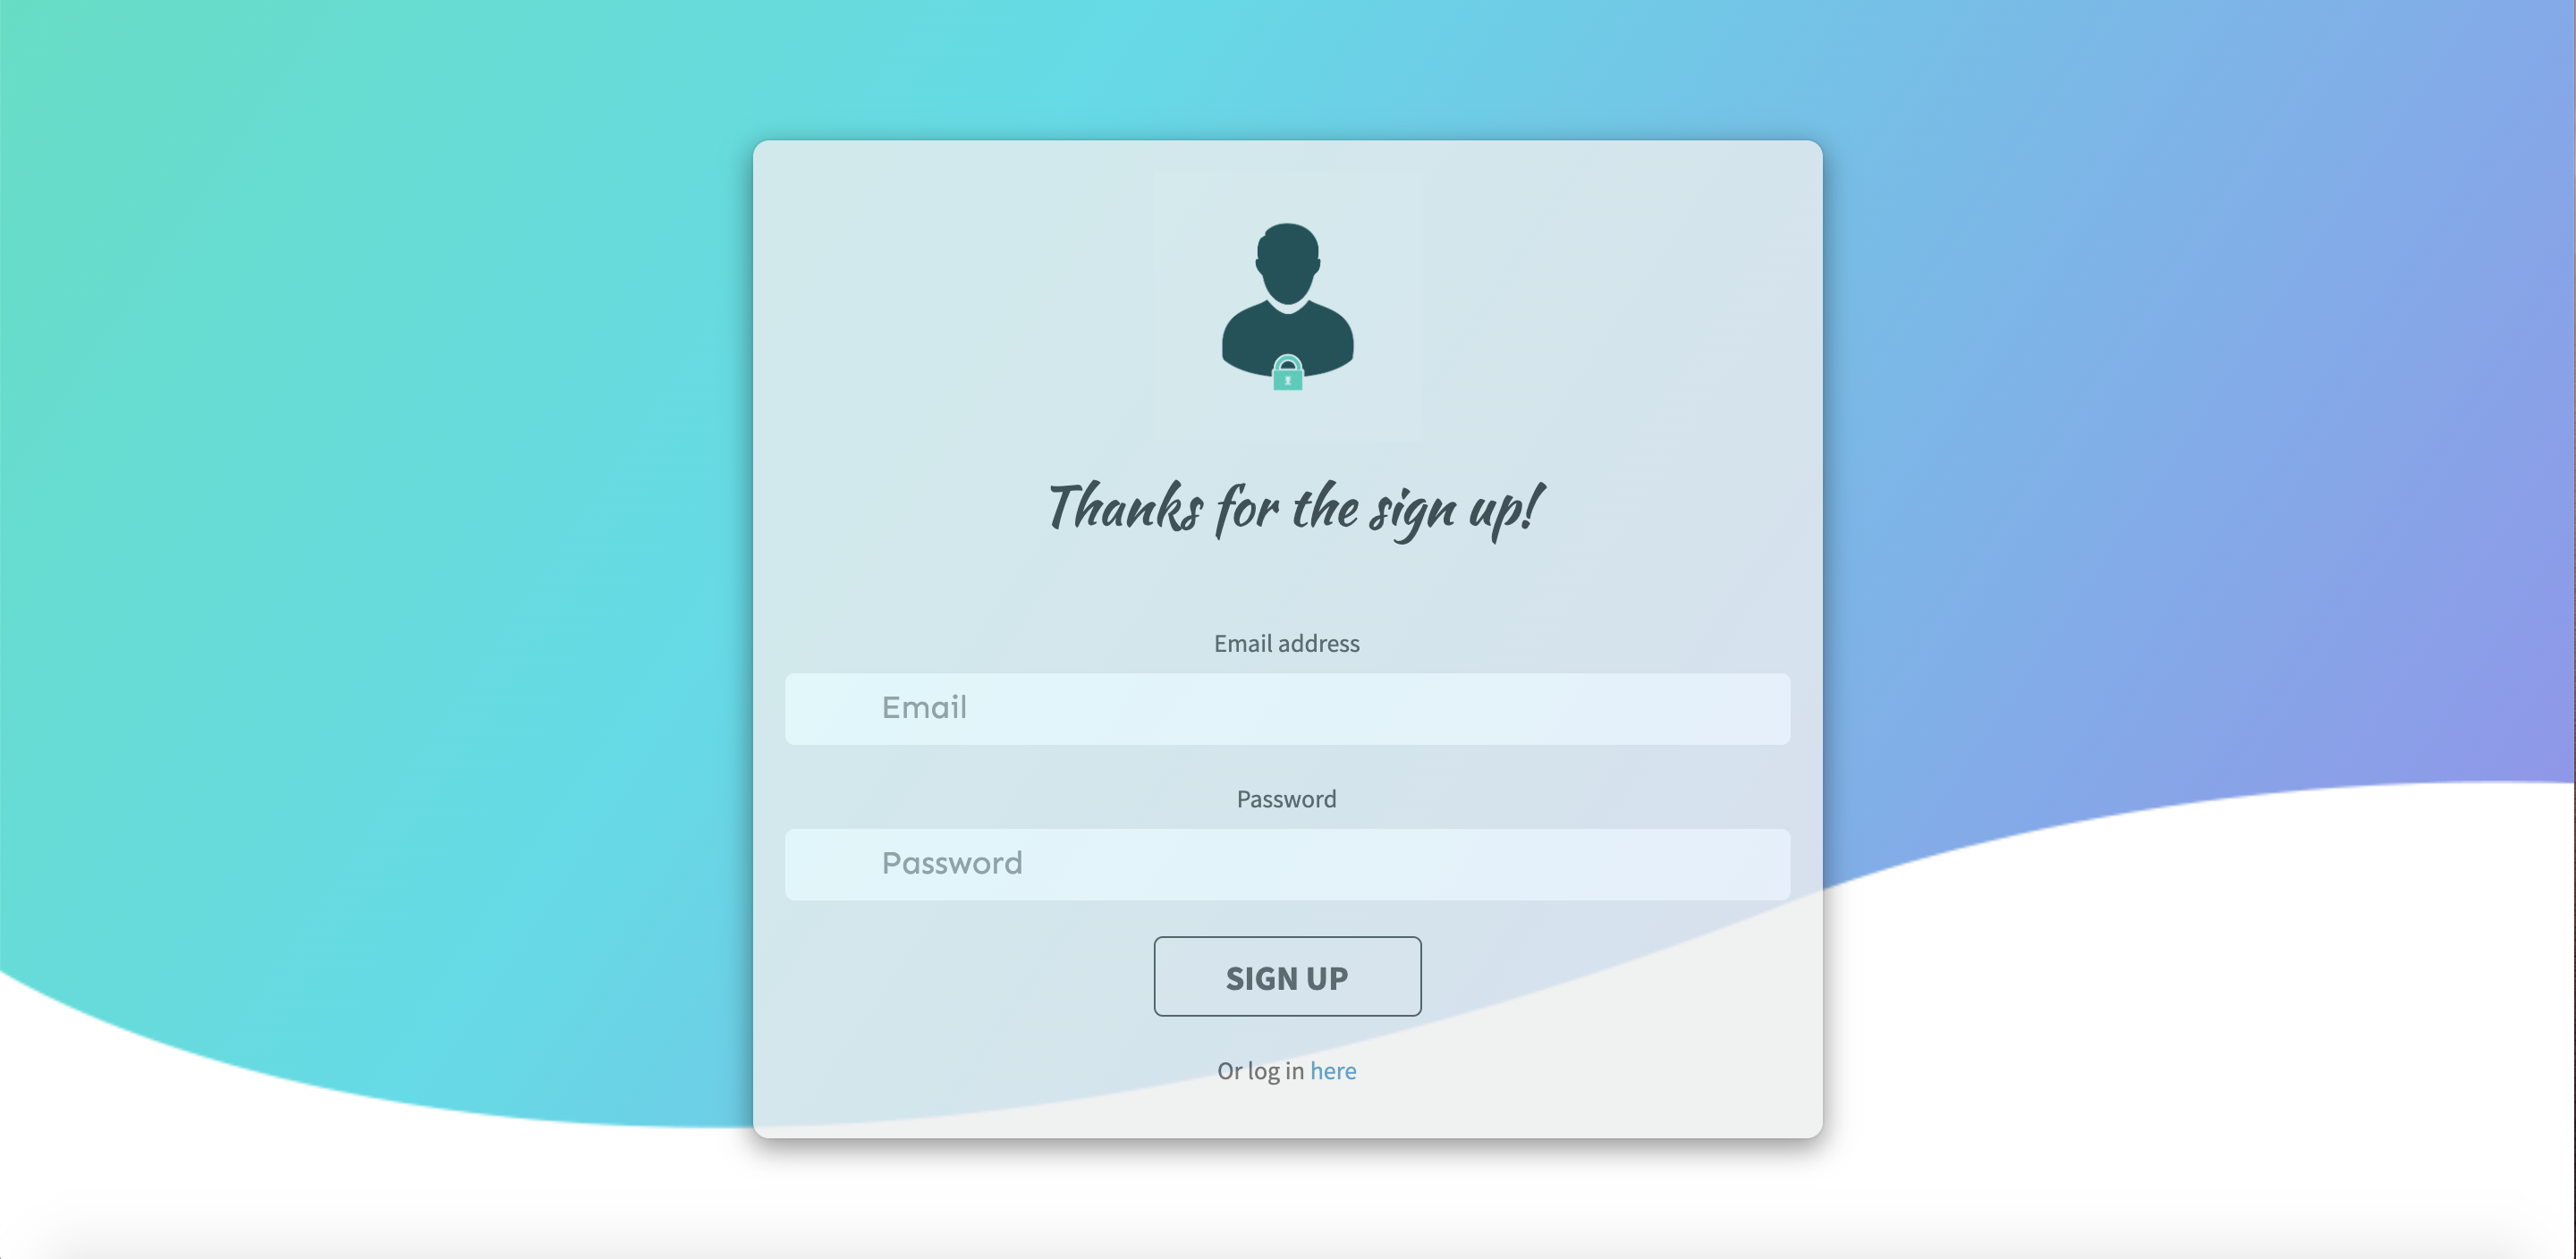 Thanks for the sign up!
Email address
Email
Password
Password
SIGN UP
Or log in here